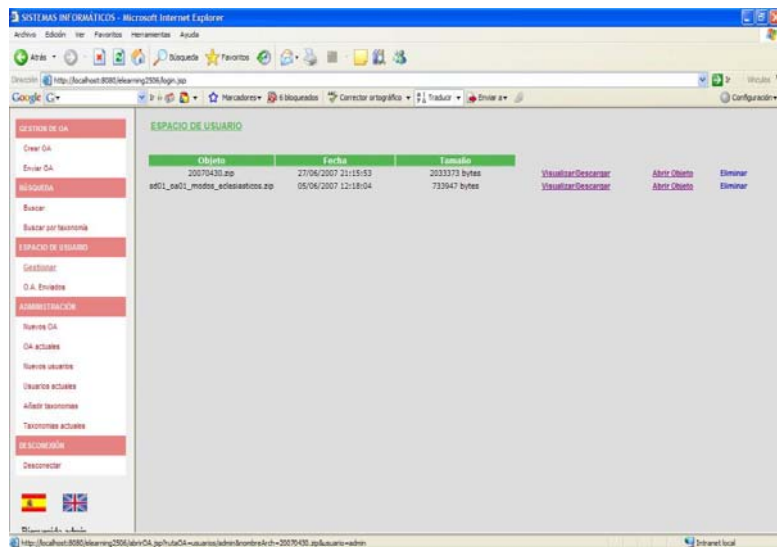 SISTEMAS INFORMÁTICOS - Microsoft Internet Explorer
Archivo Edición Ver Favoritos Herramientas Ayuda
Atrás Búsqueda Favoritos
Dirección http://localhost:8080/elearning2506/login.jsp Ir Vínculos
Google G Ir Marcadores 6 bloqueados Corrector ortográfico Traducir Enviar a Configuración
GESTIÓN DE OA
Crear OA
Enviar OA
BÚSQUEDA
Buscar
Buscar por taxonomía
ESPACIO DE USUARIO
Gestionar
O.A. Enviados
ADMINISTRACIÓN
Nuevos OA
OA actuales
Nuevos usuarios
Usuarios actuales
Añadir taxonomías
Taxonomías actuales
DESCONEXIÓN
Desconectar
ESPACIO DE USUARIO
Objeto Fecha Tamaño
20070430.zip 27/06/2007 21:15:53 2033373 bytes Visualizar Descargar Abrir Objeto Eliminar
sd01_oa01_modos_eclesiasticos.zip 05/06/2007 12:18:04 733947 bytes Visualizar Descargar Abrir Objeto Eliminar
http://localhost:8080/elearning2506/abrirOA.jsp?rutaOA=usuarios/admin&nombreArch=20070430.zip&usuario=admin Intranet local